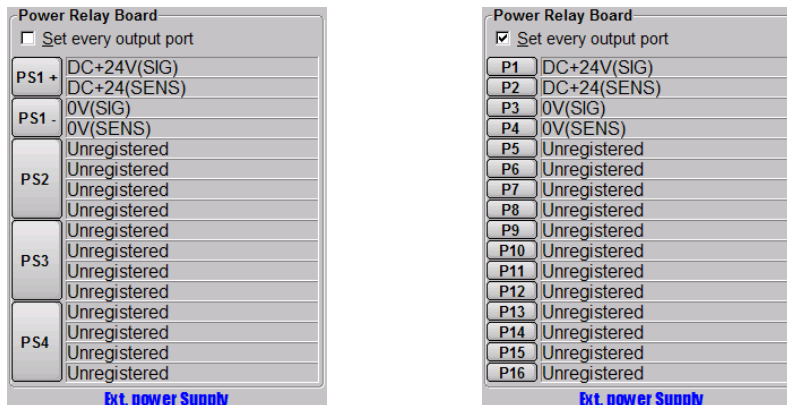 Power Relay Board
Set every output port
PS1 + DC+24V(SIG)
DC+24(SENS)
PS1 - 0V(SIG)
0V(SENS)
PS2 Unregistered
Unregistered
Unregistered
Unregistered
PS3 Unregistered
Unregistered
Unregistered
Unregistered
PS4 Unregistered
Unregistered
Unregistered
Unregistered
Ext. power Supply
Power Relay Board
Set every output port
P1 DC+24V(SIG)
P2 DC+24(SENS)
P3 0V(SIG)
P4 0V(SENS)
P5 Unregistered
P6 Unregistered
P7 Unregistered
P8 Unregistered
P9 Unregistered
P10 Unregistered
P11 Unregistered
P12 Unregistered
P13 Unregistered
P14 Unregistered
P15 Unregistered
P16 Unregistered
Ext. power Supply